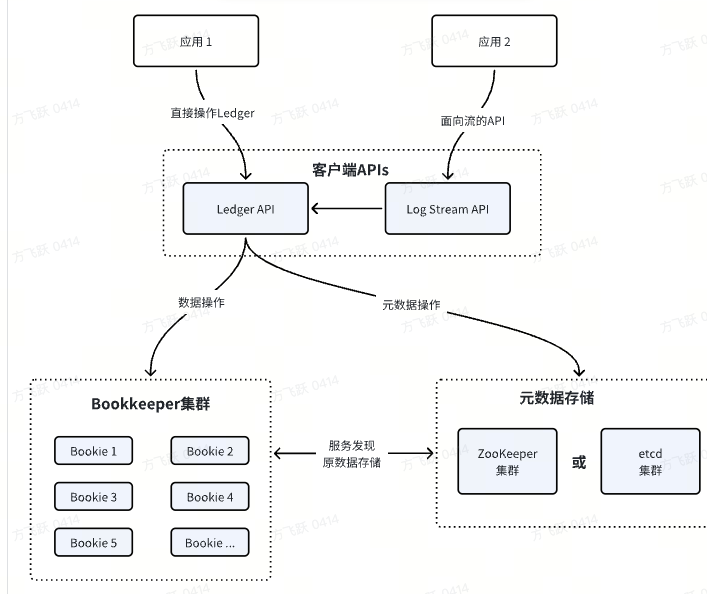 应用 1
应用 2
直接操作Ledger
面向流的API
客户端APIs
Ledger API
Log Stream API
数据操作
元数据操作
Bookkeeper集群
元数据存储
Bookie 1
Bookie 2
Bookie 3
Bookie 4
Bookie 5
Bookie ...
服务发现
原数据存储
ZooKeeper
集群
或
etcd
集群
方飞跃 0414